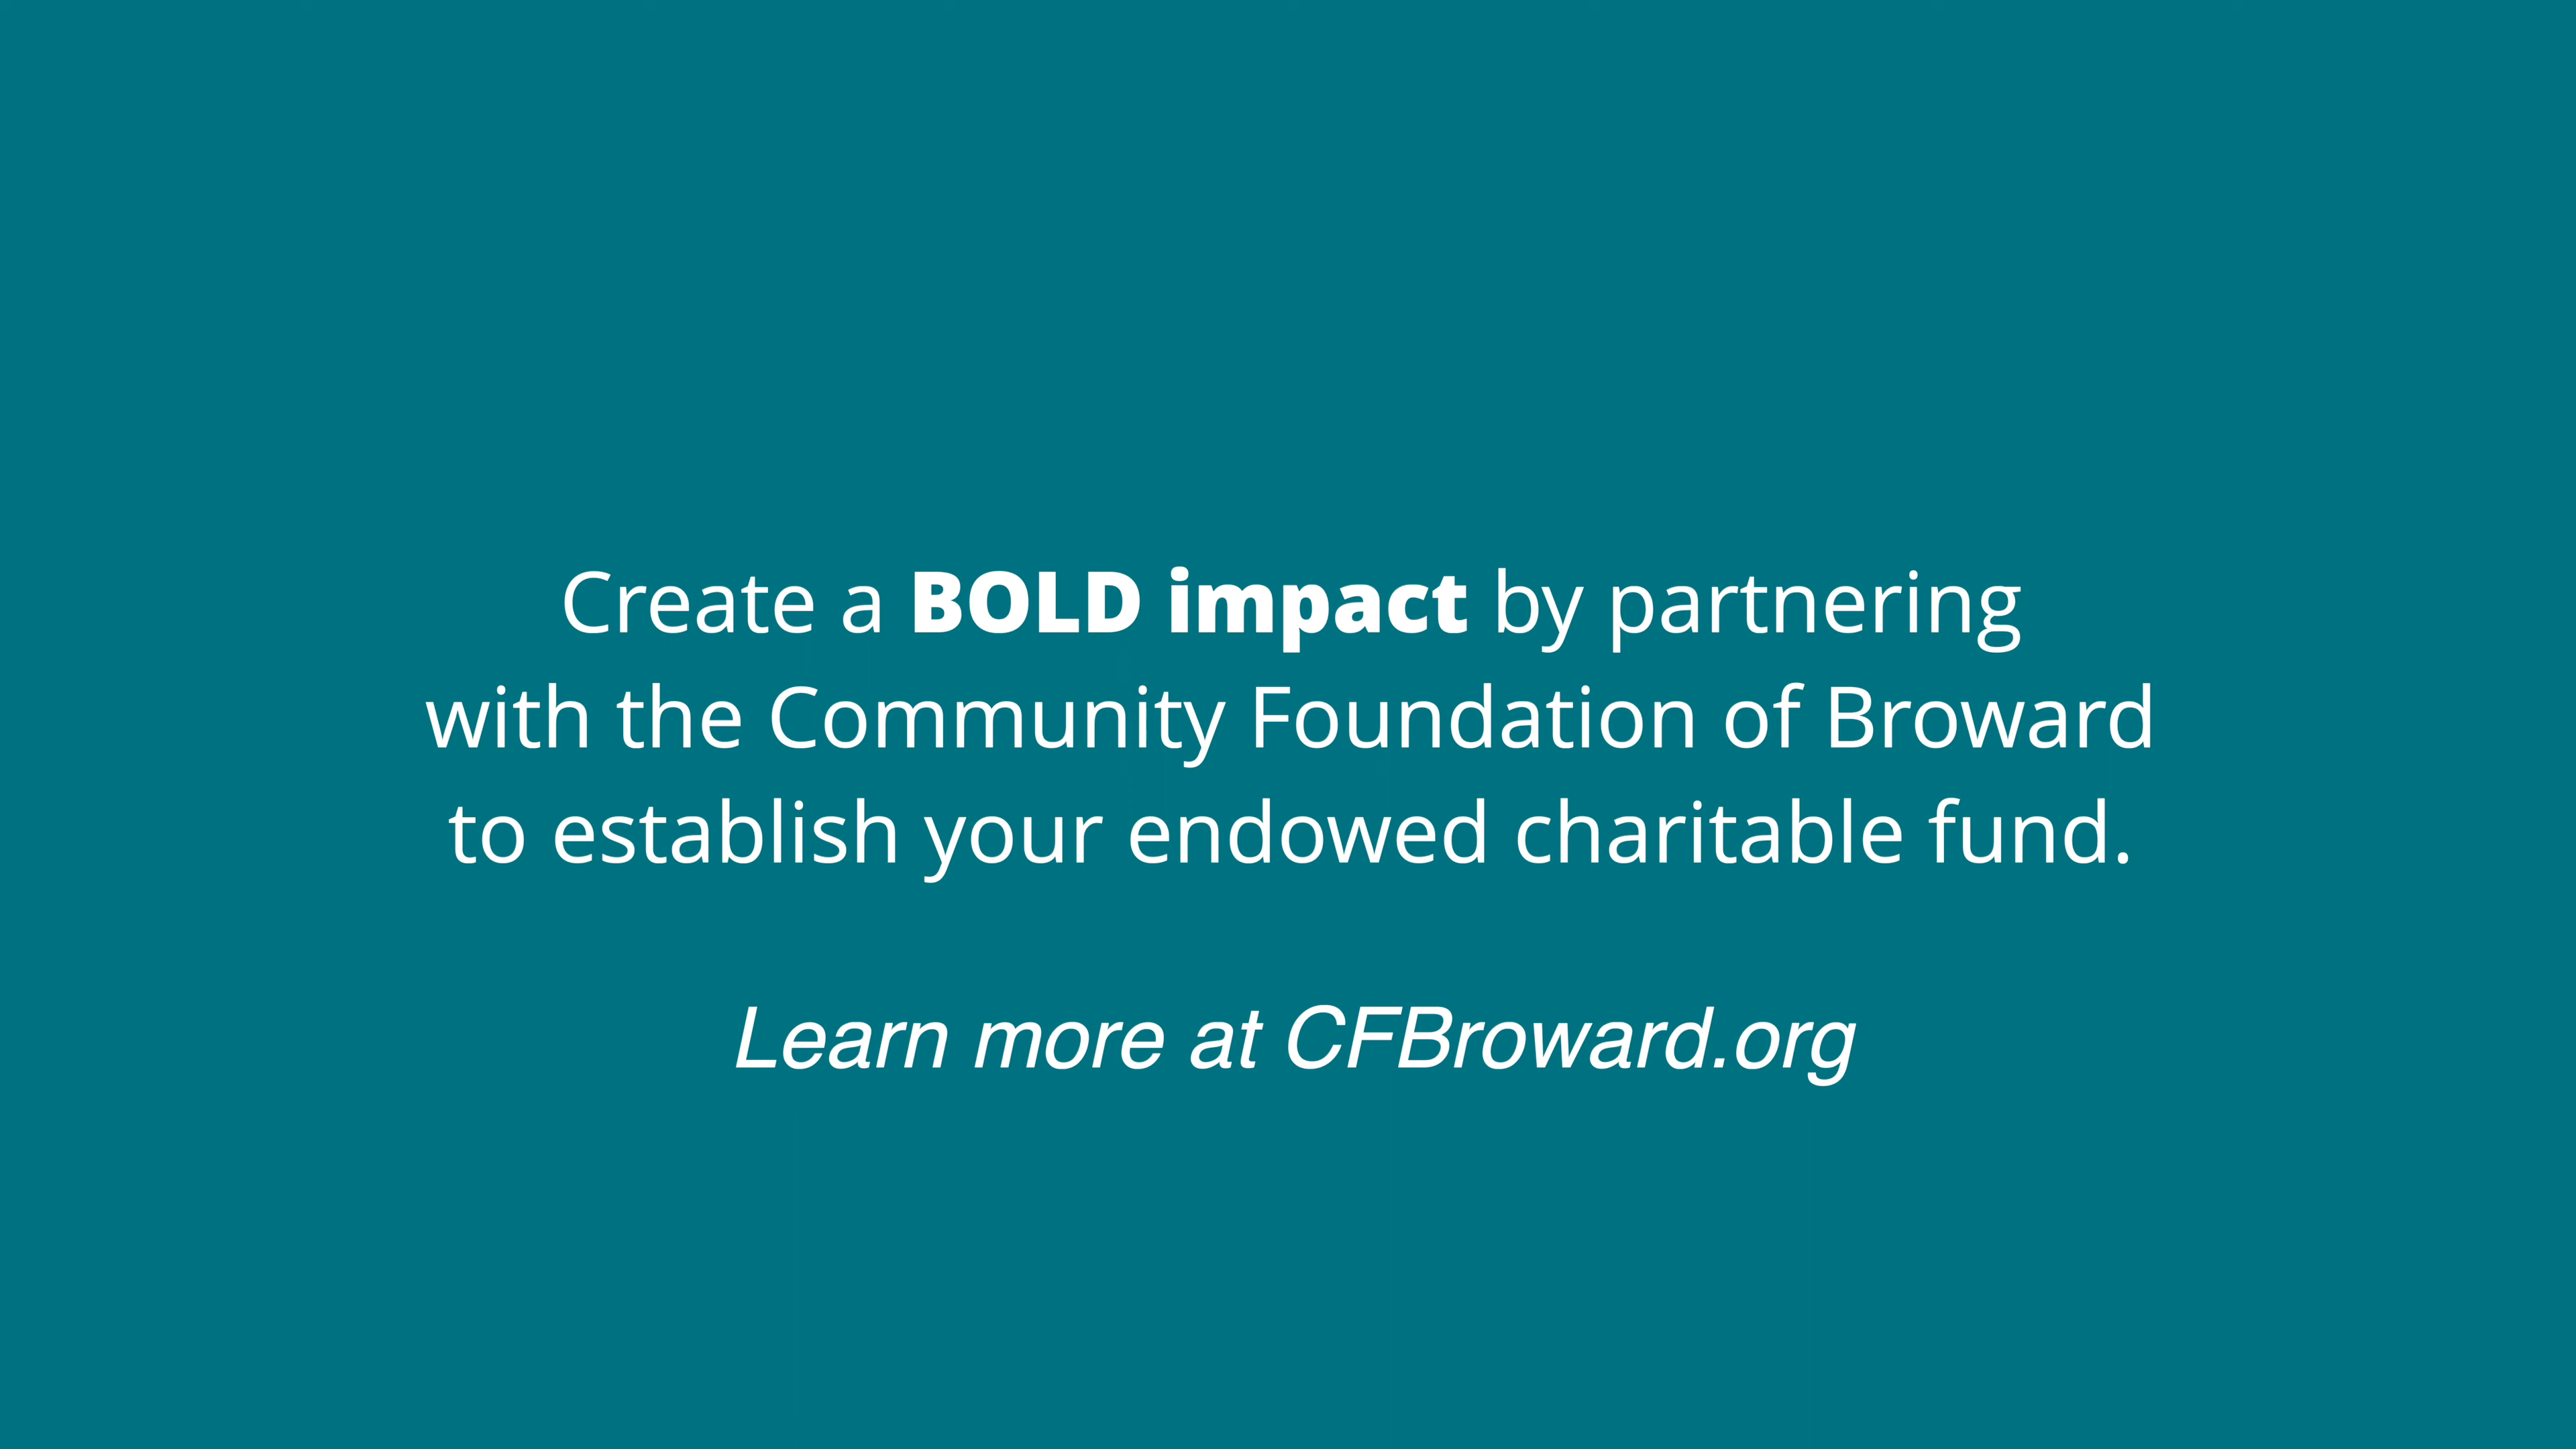 Create a BOLD impact by partnering
with the Community Foundation of Broward
to establish your endowed charitable fund.
Learn more at CFBroward.org